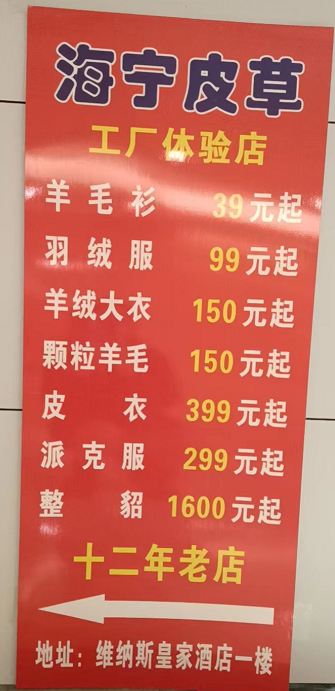 海宁皮草
工厂体验店
羊毛衫 39元起
羽绒服 99元起
羊绒大衣 150元起
颗粒羊毛 150元起
皮衣 399元起
派克服 299元起
整貂 1600元起
十二年老店
地址：维纳斯皇家酒店一楼